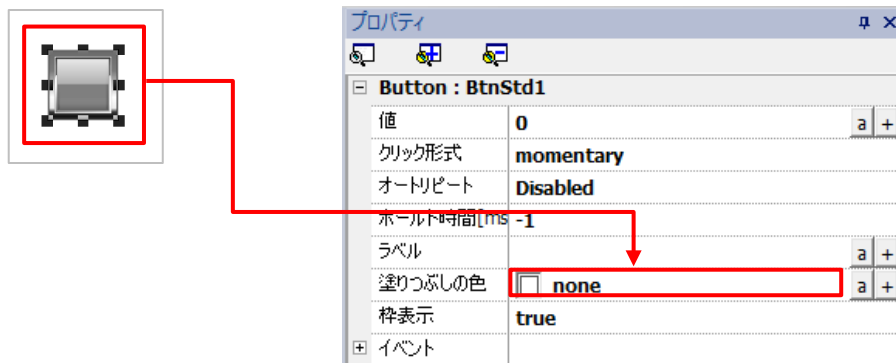 プロパティ
Button : BtnStd1
値 0 a +
クリック形式 momentary
オートリピート Disabled
ホールド時間[ms -1
ラベル a +
塗りつぶしの色 none a +
枠表示 true
イベント